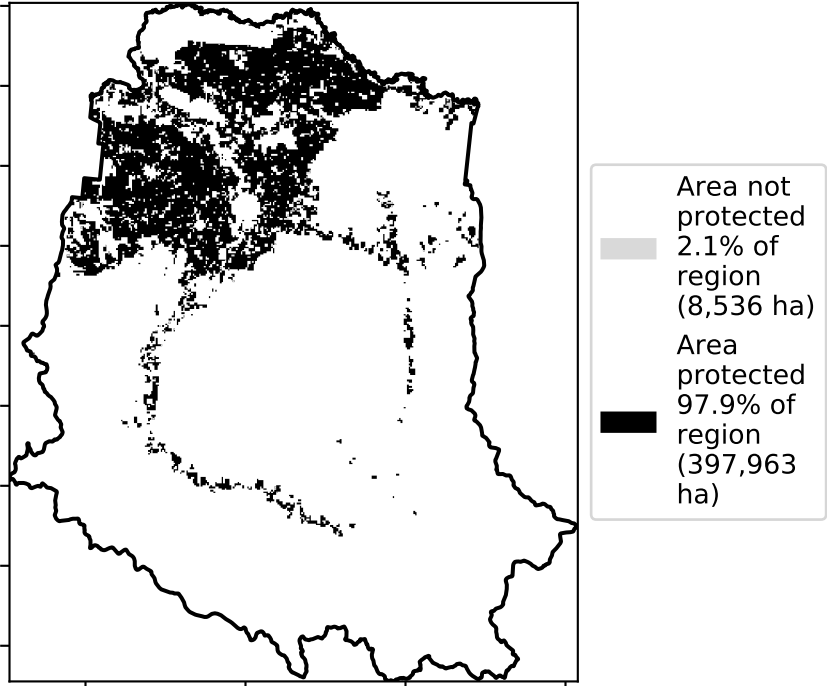 Area not
protected
2.1% of
region
(8,536 ha)
Area
protected
97.9% of
region
(397,963
ha)